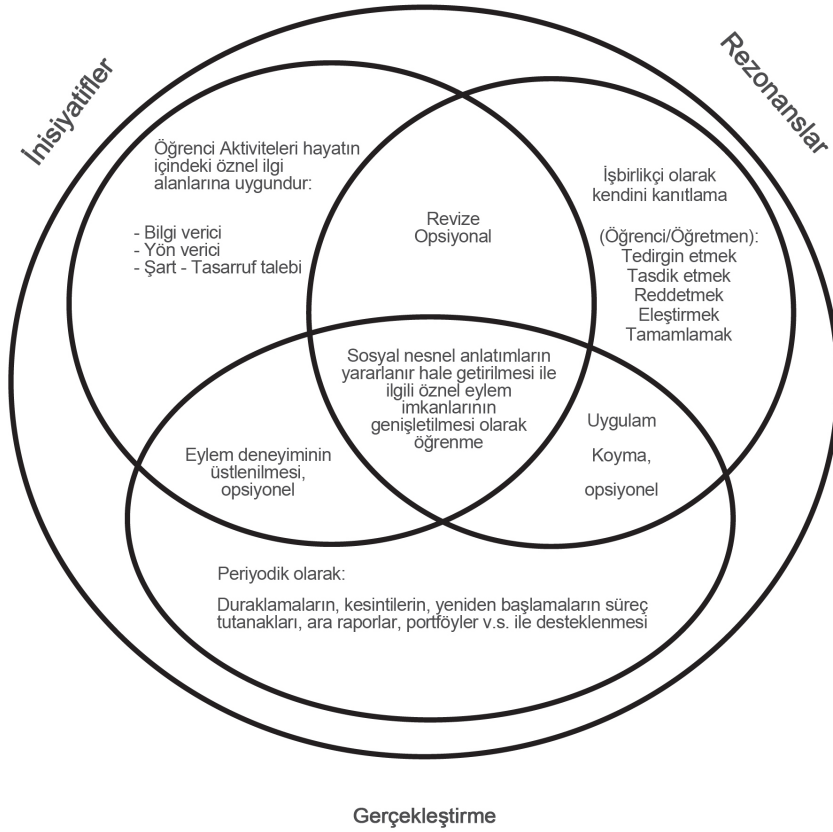 İnisiyatifler
Rezonanslar
Öğrenci Aktiviteleri hayatın
içindeki öznel ilgi
alanlarına uygundur:
- Bilgi verici
- Yön verici
- Şart - Tasarruf talebi
Revize
Opsiyonal
İşbirlikçi olarak
kendini kanıtlama
(Öğrenci/Öğretmen):
Tedirgin etmek
Tasdik etmek
Reddetmek
Eleştirmek
Tamamlamak
Sosyal nesnel anlatımların
yararlanır hale getirilmesi ile
ilgili öznel eylem
imkanlarının
genişletilmesi olarak
öğrenme
Eylem deneyiminin
üstlenilmesi,
opsiyonel
Uygulam
Koyma,
opsiyonel
Periyodik olarak:
Duraklamaların, kesintilerin, yeniden başlamaların süreç
tutanakları, ara raporlar, portföyler v.s. ile desteklenmesi
Gerçekleştirme